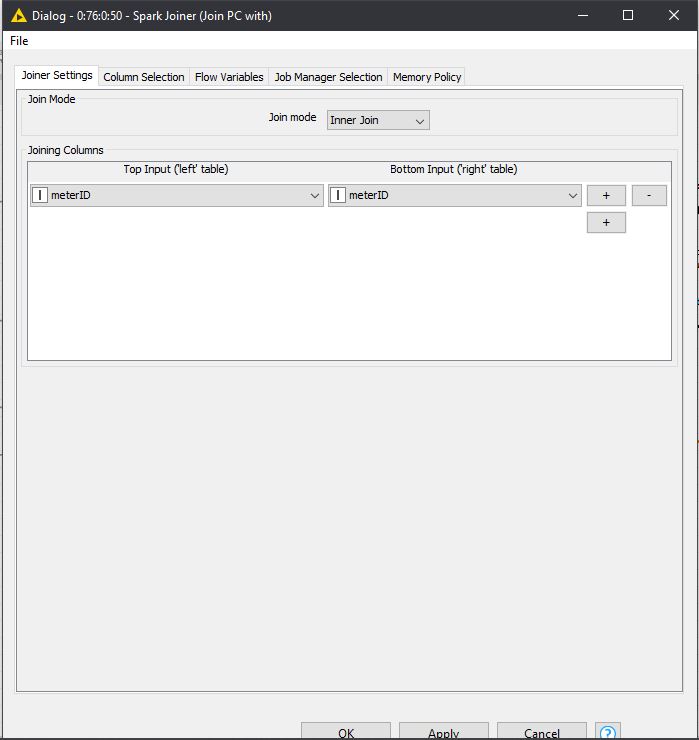 Dialog - 0:76:0:50 - Spark Joiner (Join PC with)
File
Joiner Settings Column Selection Flow Variables Job Manager Selection Memory Policy
Join Mode
Join mode Inner Join
Joining Columns
Top Input ('left' table) Bottom Input ('right' table)
I meterID I meterID + -
+
OK Apply Cancel ?